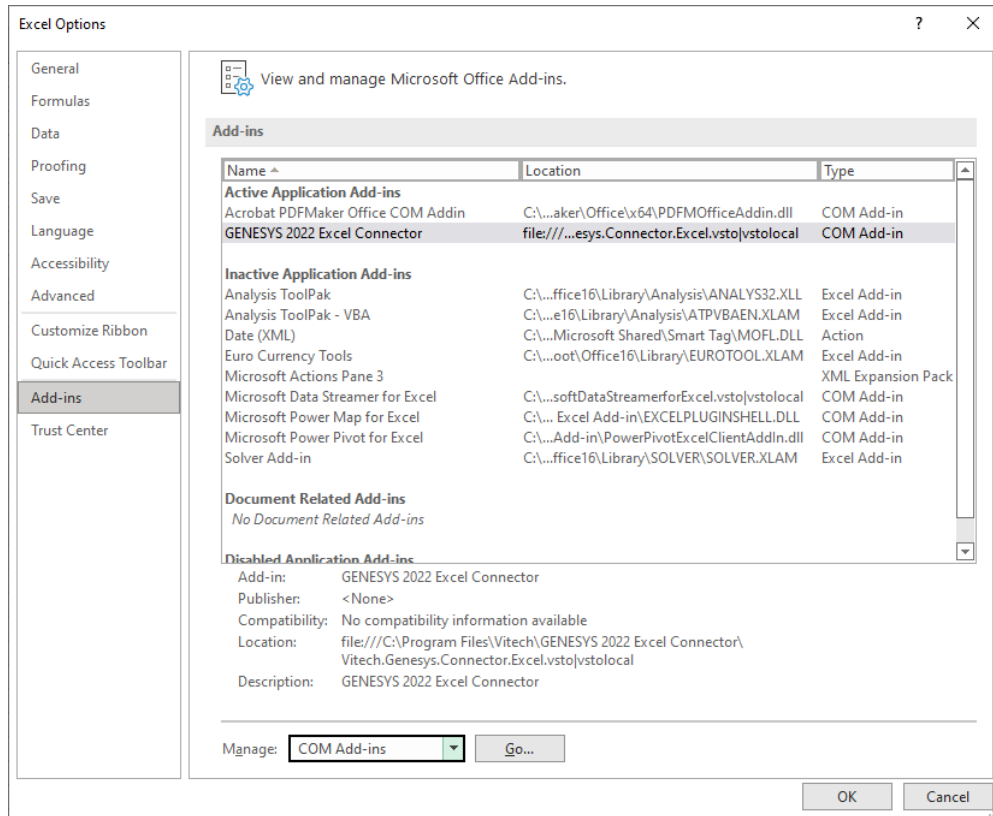 Excel Options ? ×
General
Formulas
Data
Proofing
Save
Language
Accessibility
Advanced
Customize Ribbon
Quick Access Toolbar
Add-ins
Trust Center
View and manage Microsoft Office Add-ins.
Add-ins
Name Location Type
Active Application Add-ins
Acrobat PDFMaker Office COM Addin C:\...aker\Office\x64\PDFMOfficeAddin.dll COM Add-in
GENESYS 2022 Excel Connector file:///...esys.Connector.Excel.vsto|vstolocal COM Add-in
Inactive Application Add-ins
Analysis ToolPak C:\...ffice16\Library\Analysis\ANALYS32.XLL Excel Add-in
Analysis ToolPak - VBA C:\...e16\Library\Analysis\ATPVBAEN.XLAM Excel Add-in
Date (XML) C:\...Microsoft Shared\Smart Tag\MOFL.DLL Action
Euro Currency Tools C:\...oot\Office16\Library\EUROTOOL.XLAM Excel Add-in
Microsoft Actions Pane 3 XML Expansion Pack
Microsoft Data Streamer for Excel C:\...softDataStreamerforExcel.vsto|vstolocal COM Add-in
Microsoft Power Map for Excel C:\... Excel Add-in\EXCELPLUGINSHELL.DLL COM Add-in
Microsoft Power Pivot for Excel C:\...Add-in\PowerPivotExcelClientAddIn.dll COM Add-in
Solver Add-in C:\...ffice16\Library\SOLVER\SOLVER.XLAM Excel Add-in
Document Related Add-ins
No Document Related Add-ins
Disabled Application Add-ins
Add-in: GENESYS 2022 Excel Connector
Publisher: <None>
Compatibility: No compatibility information available
Location: file:///C:\Program Files\Vitech\GENESYS 2022 Excel Connector\
Vitech.Genesys.Connector.Excel.vsto|vstolocal
Description: GENESYS 2022 Excel Connector
Manage: COM Add-ins Go...
OK Cancel